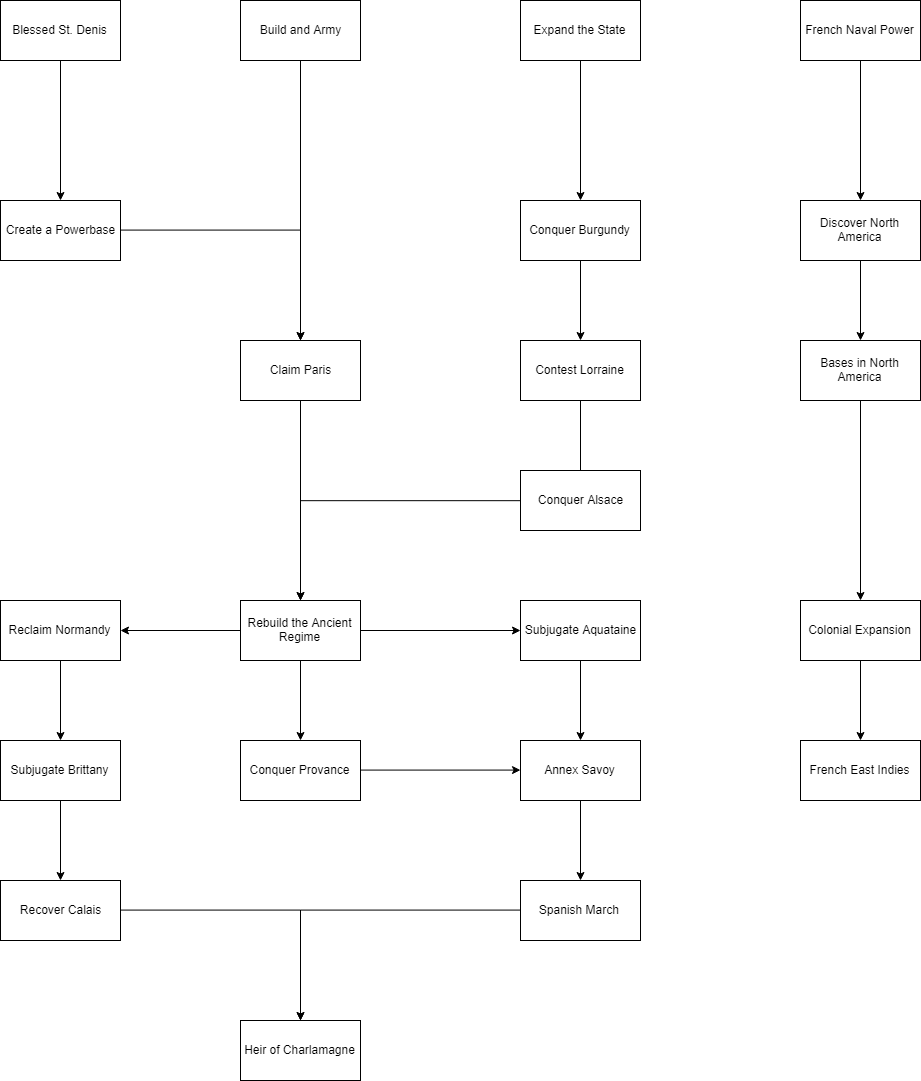 Blessed St. Denis
Build and Army
Expand the State
French Naval Power
Create a Powerbase
Conquer Burgundy
Discover North
America
Claim Paris
Contest Lorraine
Bases in North
America
Conquer Alsace
Reclaim Normandy
Rebuild the Ancient
Regime
Subjugate Aquataine
Colonial Expansion
Subjugate Brittany
Conquer Provance
Annex Savoy
French East Indies
Recover Calais
Spanish March
Heir of Charlamagne